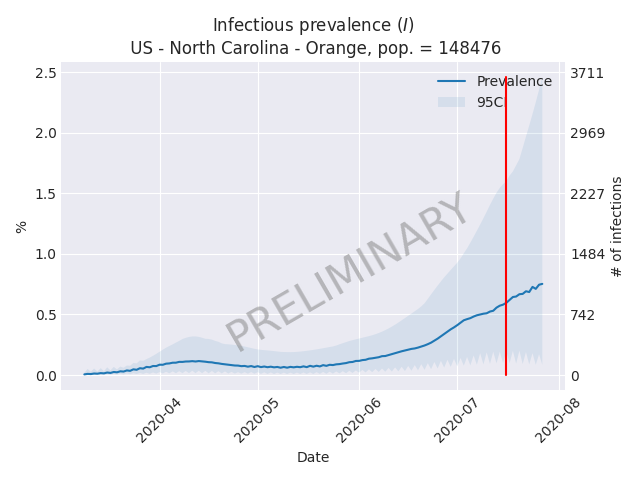 Infectious prevalence (I)
US - North Carolina - Orange, pop. = 148476
Prevalence
95CI
2.5
2.0
1.5
1.0
0.5
0.0
%
3711
2969
2227
1484
742
0
# of infections
PRELIMINARY
2020-04
2020-05
2020-06
2020-07
2020-08
Date